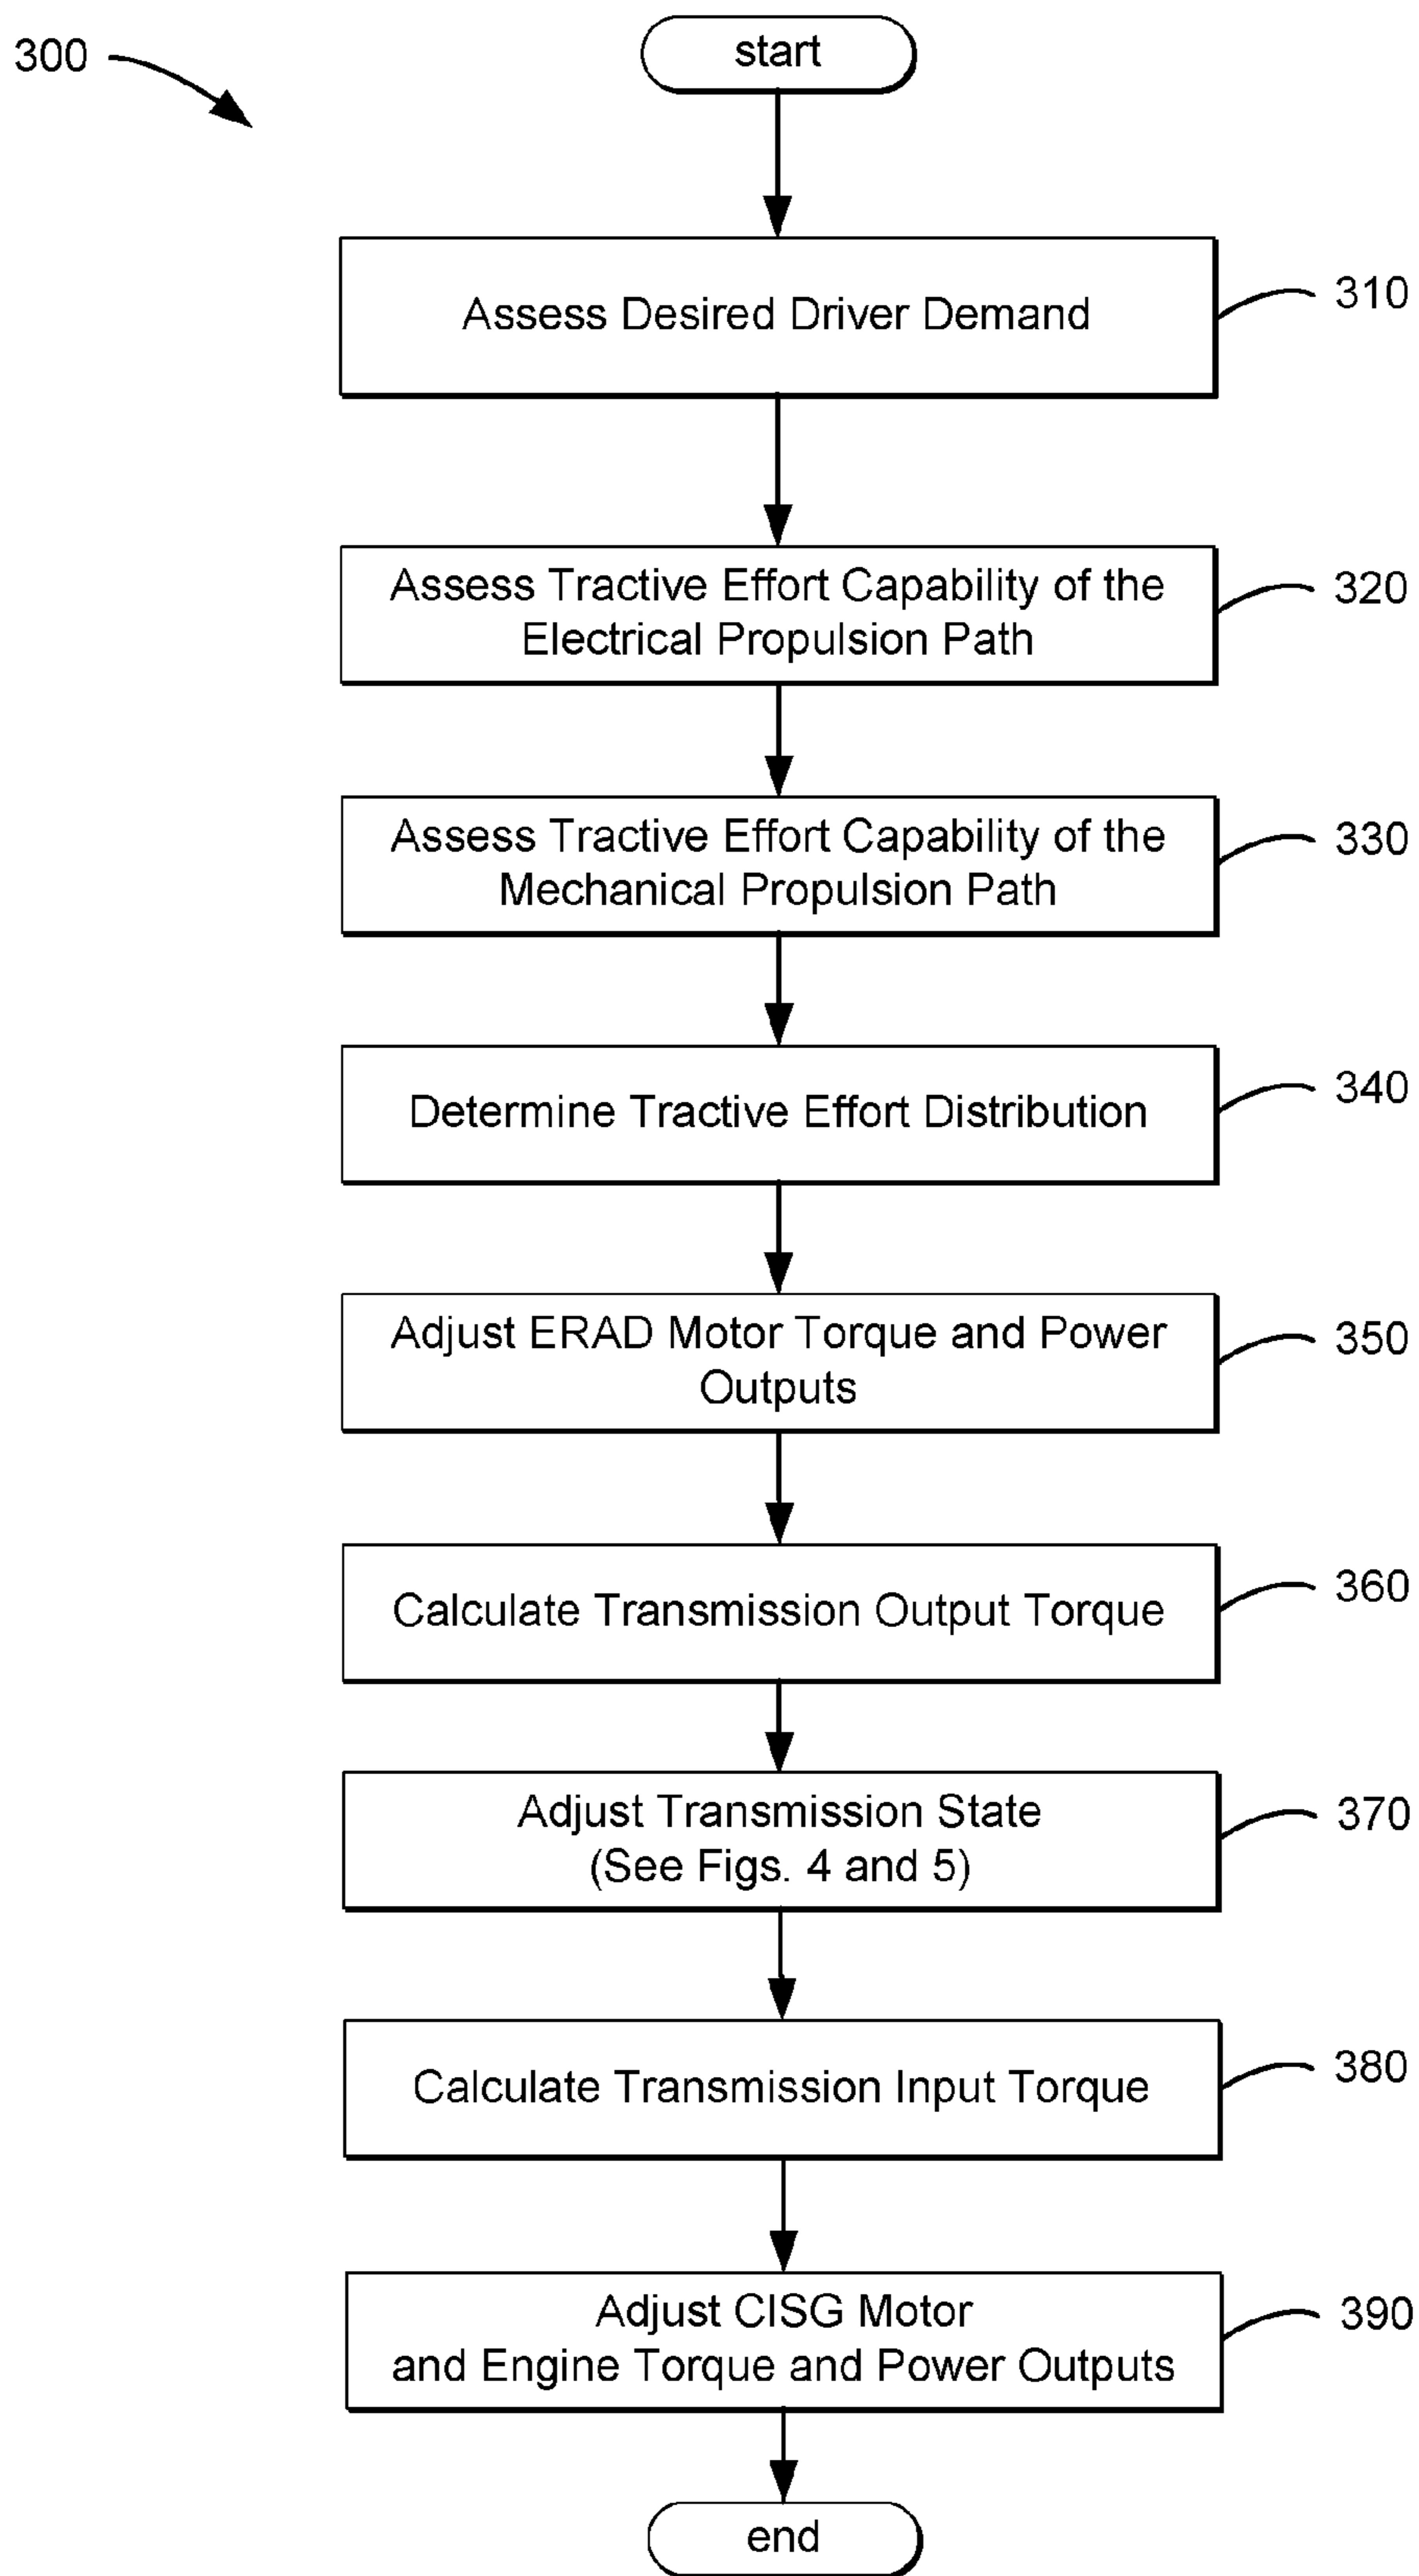 300
start
Assess Desired Driver Demand
310
Assess Tractive Effort Capability of the
Electrical Propulsion Path
320
Assess Tractive Effort Capability of the
Mechanical Propulsion Path
330
Determine Tractive Effort Distribution
340
Adjust ERAD Motor Torque and Power
Outputs
350
Calculate Transmission Output Torque
360
Adjust Transmission State
(See Figs. 4 and 5)
370
Calculate Transmission Input Torque
380
Adjust CISG Motor
and Engine Torque and Power Outputs
390
end